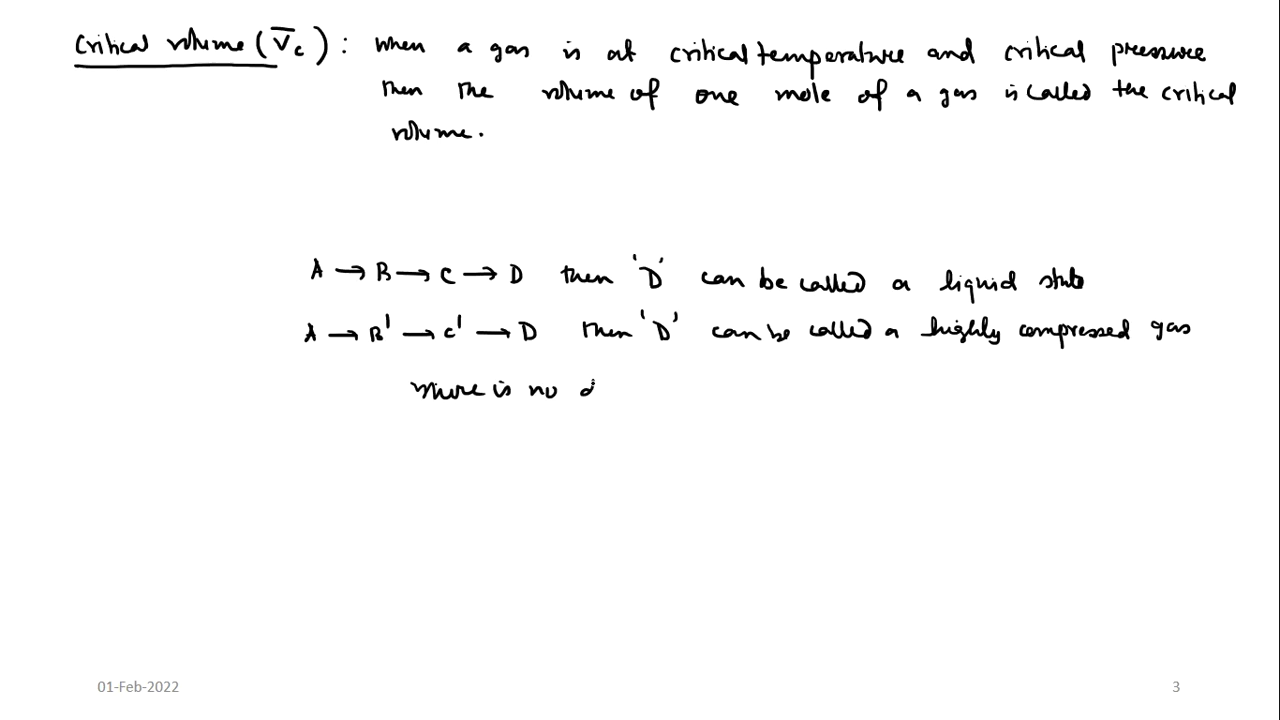 Critical volume (V̅c) : when a gas is at critical temperature and critical pressure
then the volume of one mole of a gas is called the critical
volume.
A → B → C → D then 'D' can be called a liquid state
A → B' → C' → D then 'D' can be called a highly compressed gas
There is no d
01-Feb-2022
3